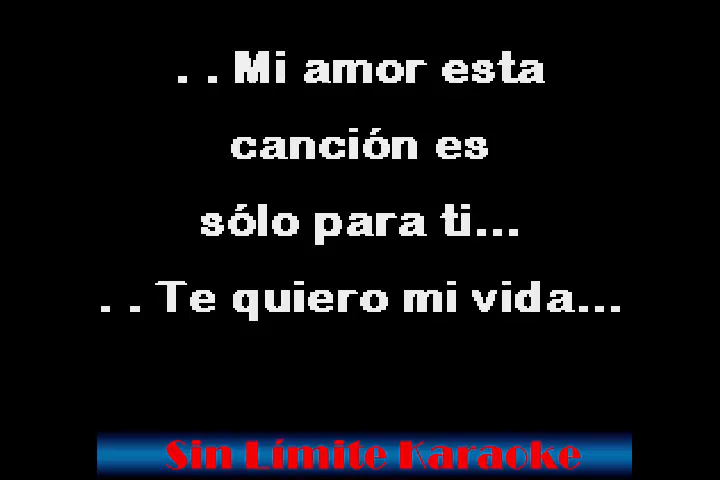 . . Mi amor esta
canción es
sólo para ti...
. . Te quiero mi vida...
Sin Límite Karaoke